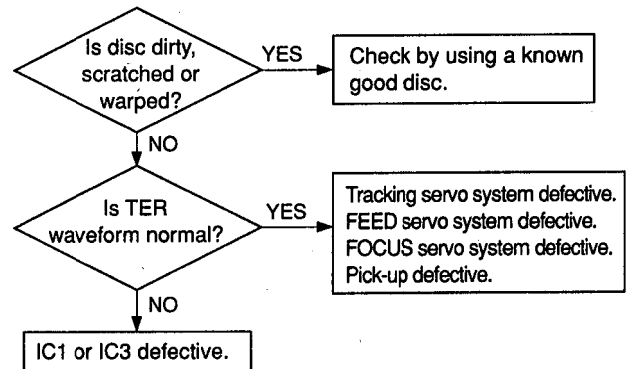 Is disc dirty,
scratched or
warped?
YES
Check by using a known
good disc.
NO
Is TER
waveform normal?
YES
Tracking servo system defective.
FEED servo system defective.
FOCUS servo system defective.
Pick-up defective.
NO
IC1 or IC3 defective.